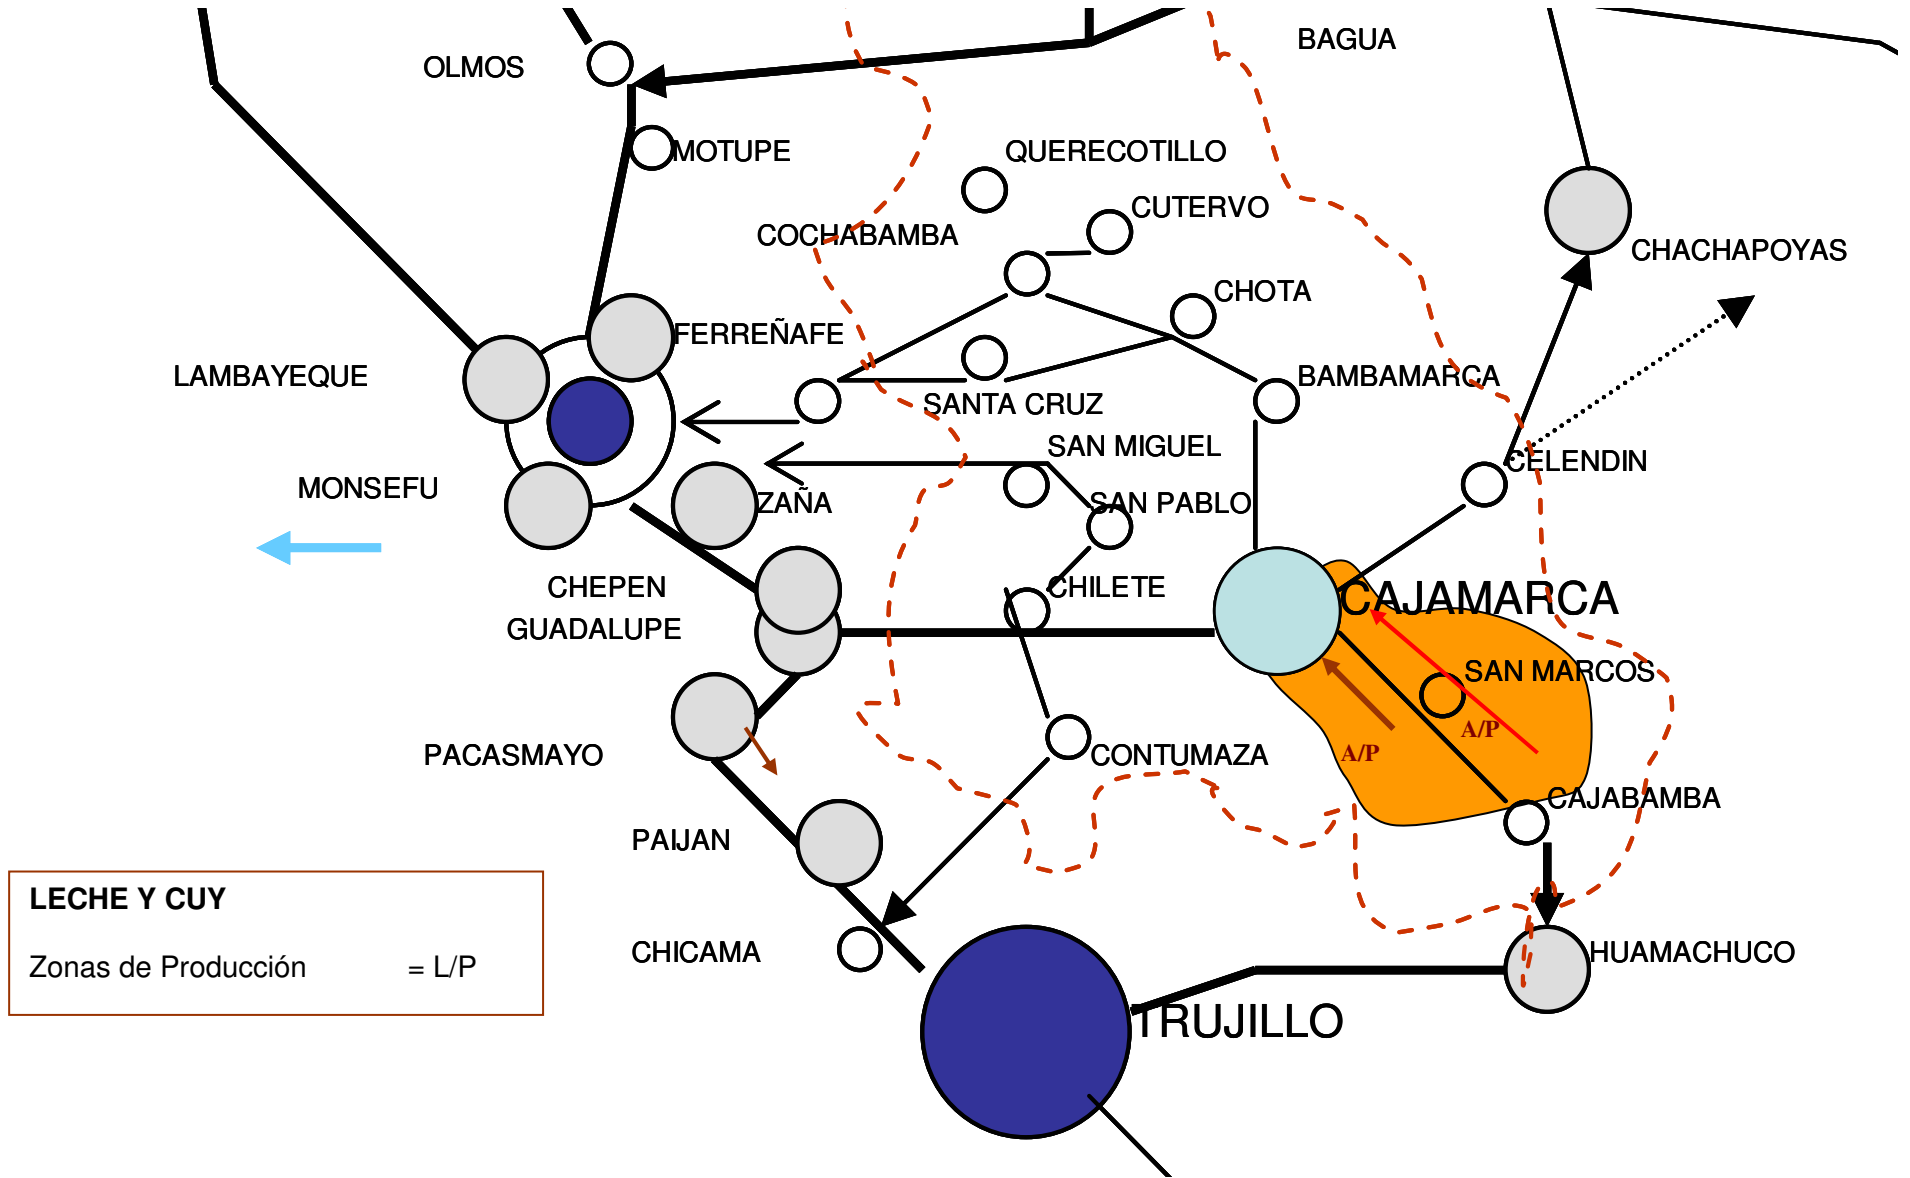 BAGUA
OLMOS
MOTUPE
QUERECOTILLO
CUTERVO
COCHABAMBA
CHACHAPOYAS
CHOTA
FERREÑAFE
LAMBAYEQUE
BAMBAMARCA
SANTA CRUZ
SAN MIGUEL
CELENDIN
MONSEFU
ZAÑA
SAN PABLO
CHEPEN
CHILETE
CAJAMARCA
GUADALUPE
SAN MARCOS
A/P
A/P
PACASMAYO
CONTUMAZA
CAJABAMBA
PAIJAN
LECHE Y CUY
Zonas de Producción = L/P
CHICAMA
HUAMACHUCO
TRUJILLO